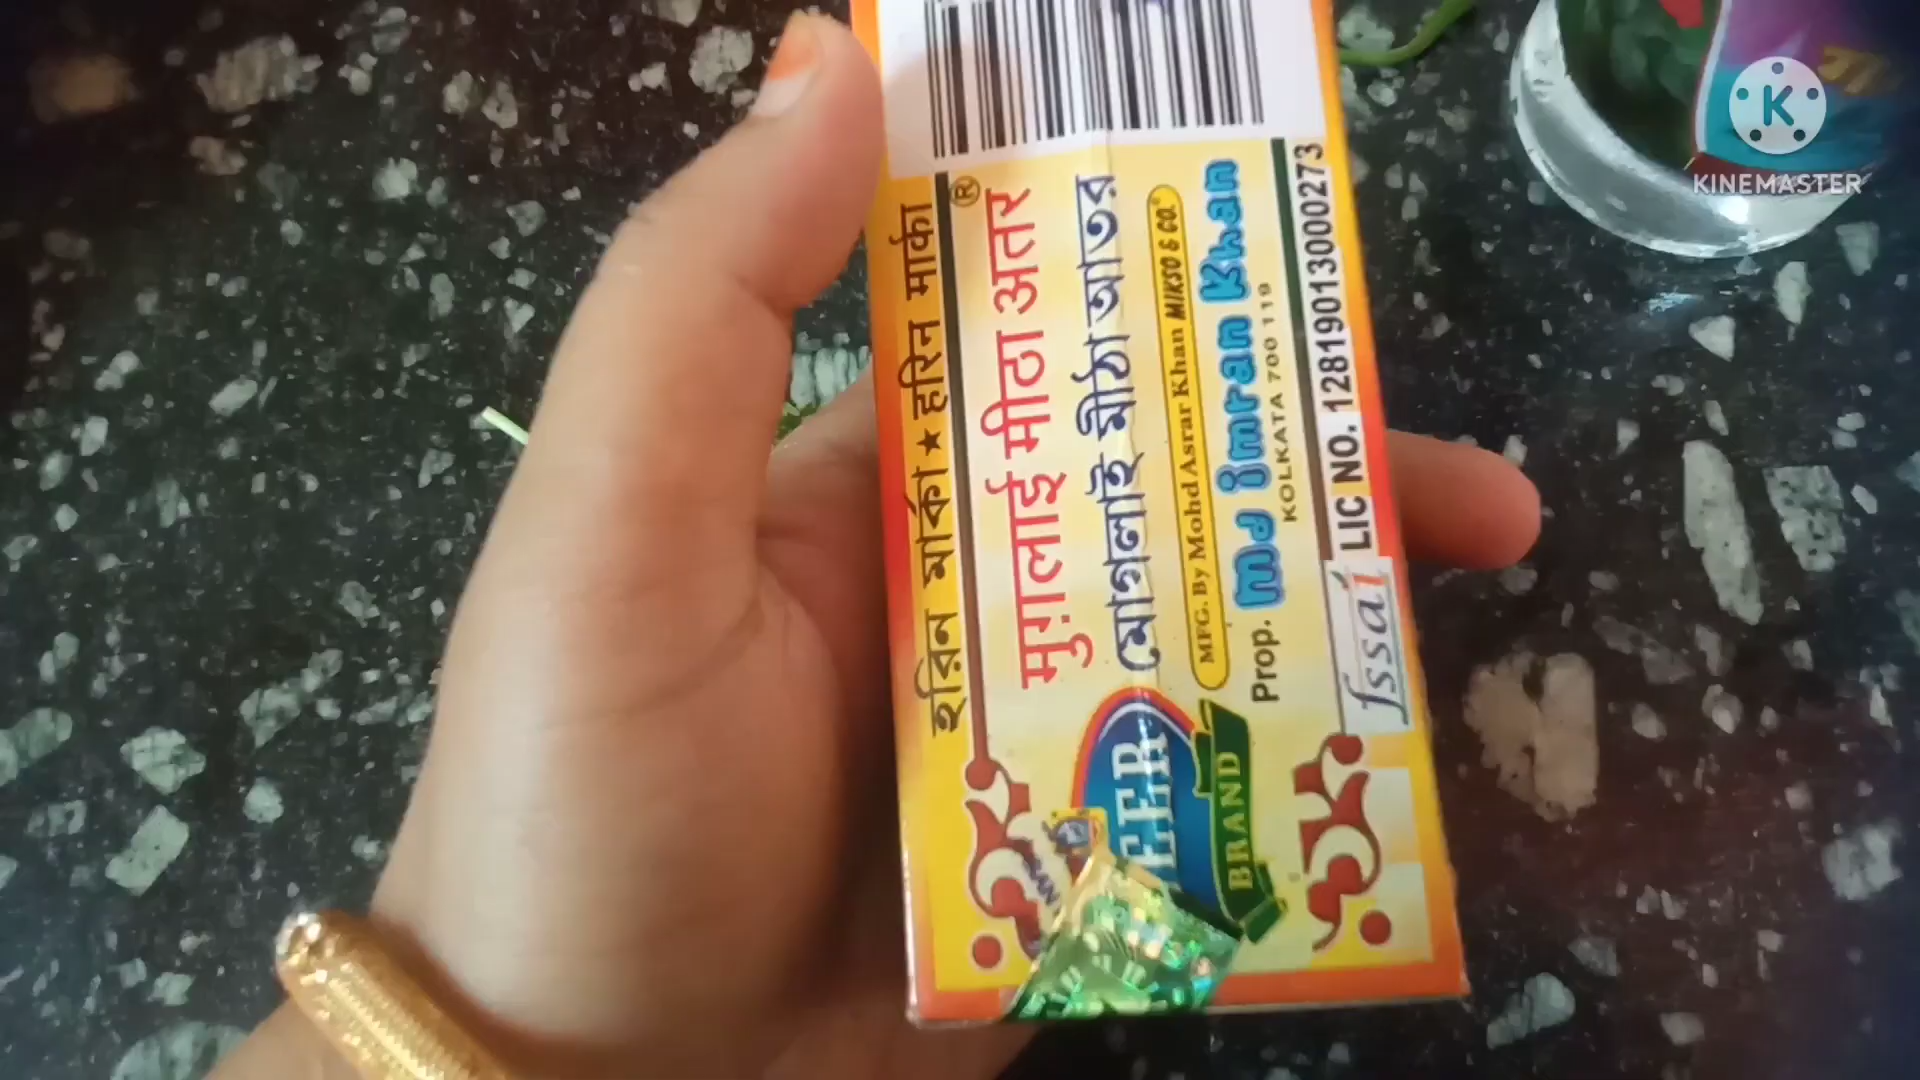 হরিন মার্কা ★ हरिन मार्का
®
मुग़लाई मीठा अतर
মোগলাই মীঠা আতর
MFG. By Mohd Asrar Khan MIKSO & CO.
Prop. Md imran Khan
KOLKATA 700 119
fssai LIC NO. 12819013000273
BRAND
KINEMASTER